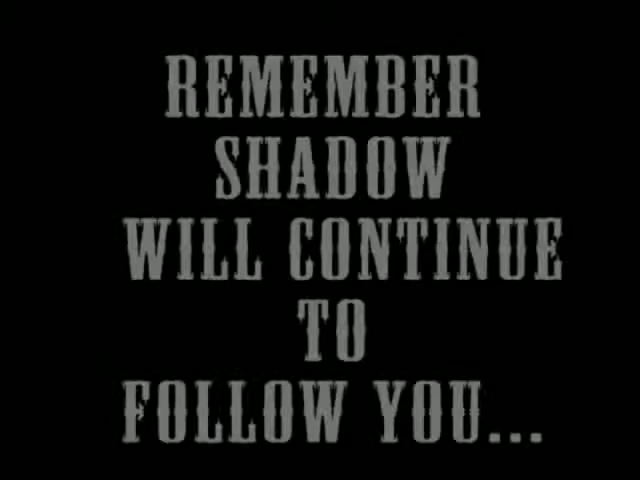 REMEMBER
SHADOW
WILL CONTINUE
TO
FOLLOW YOU...